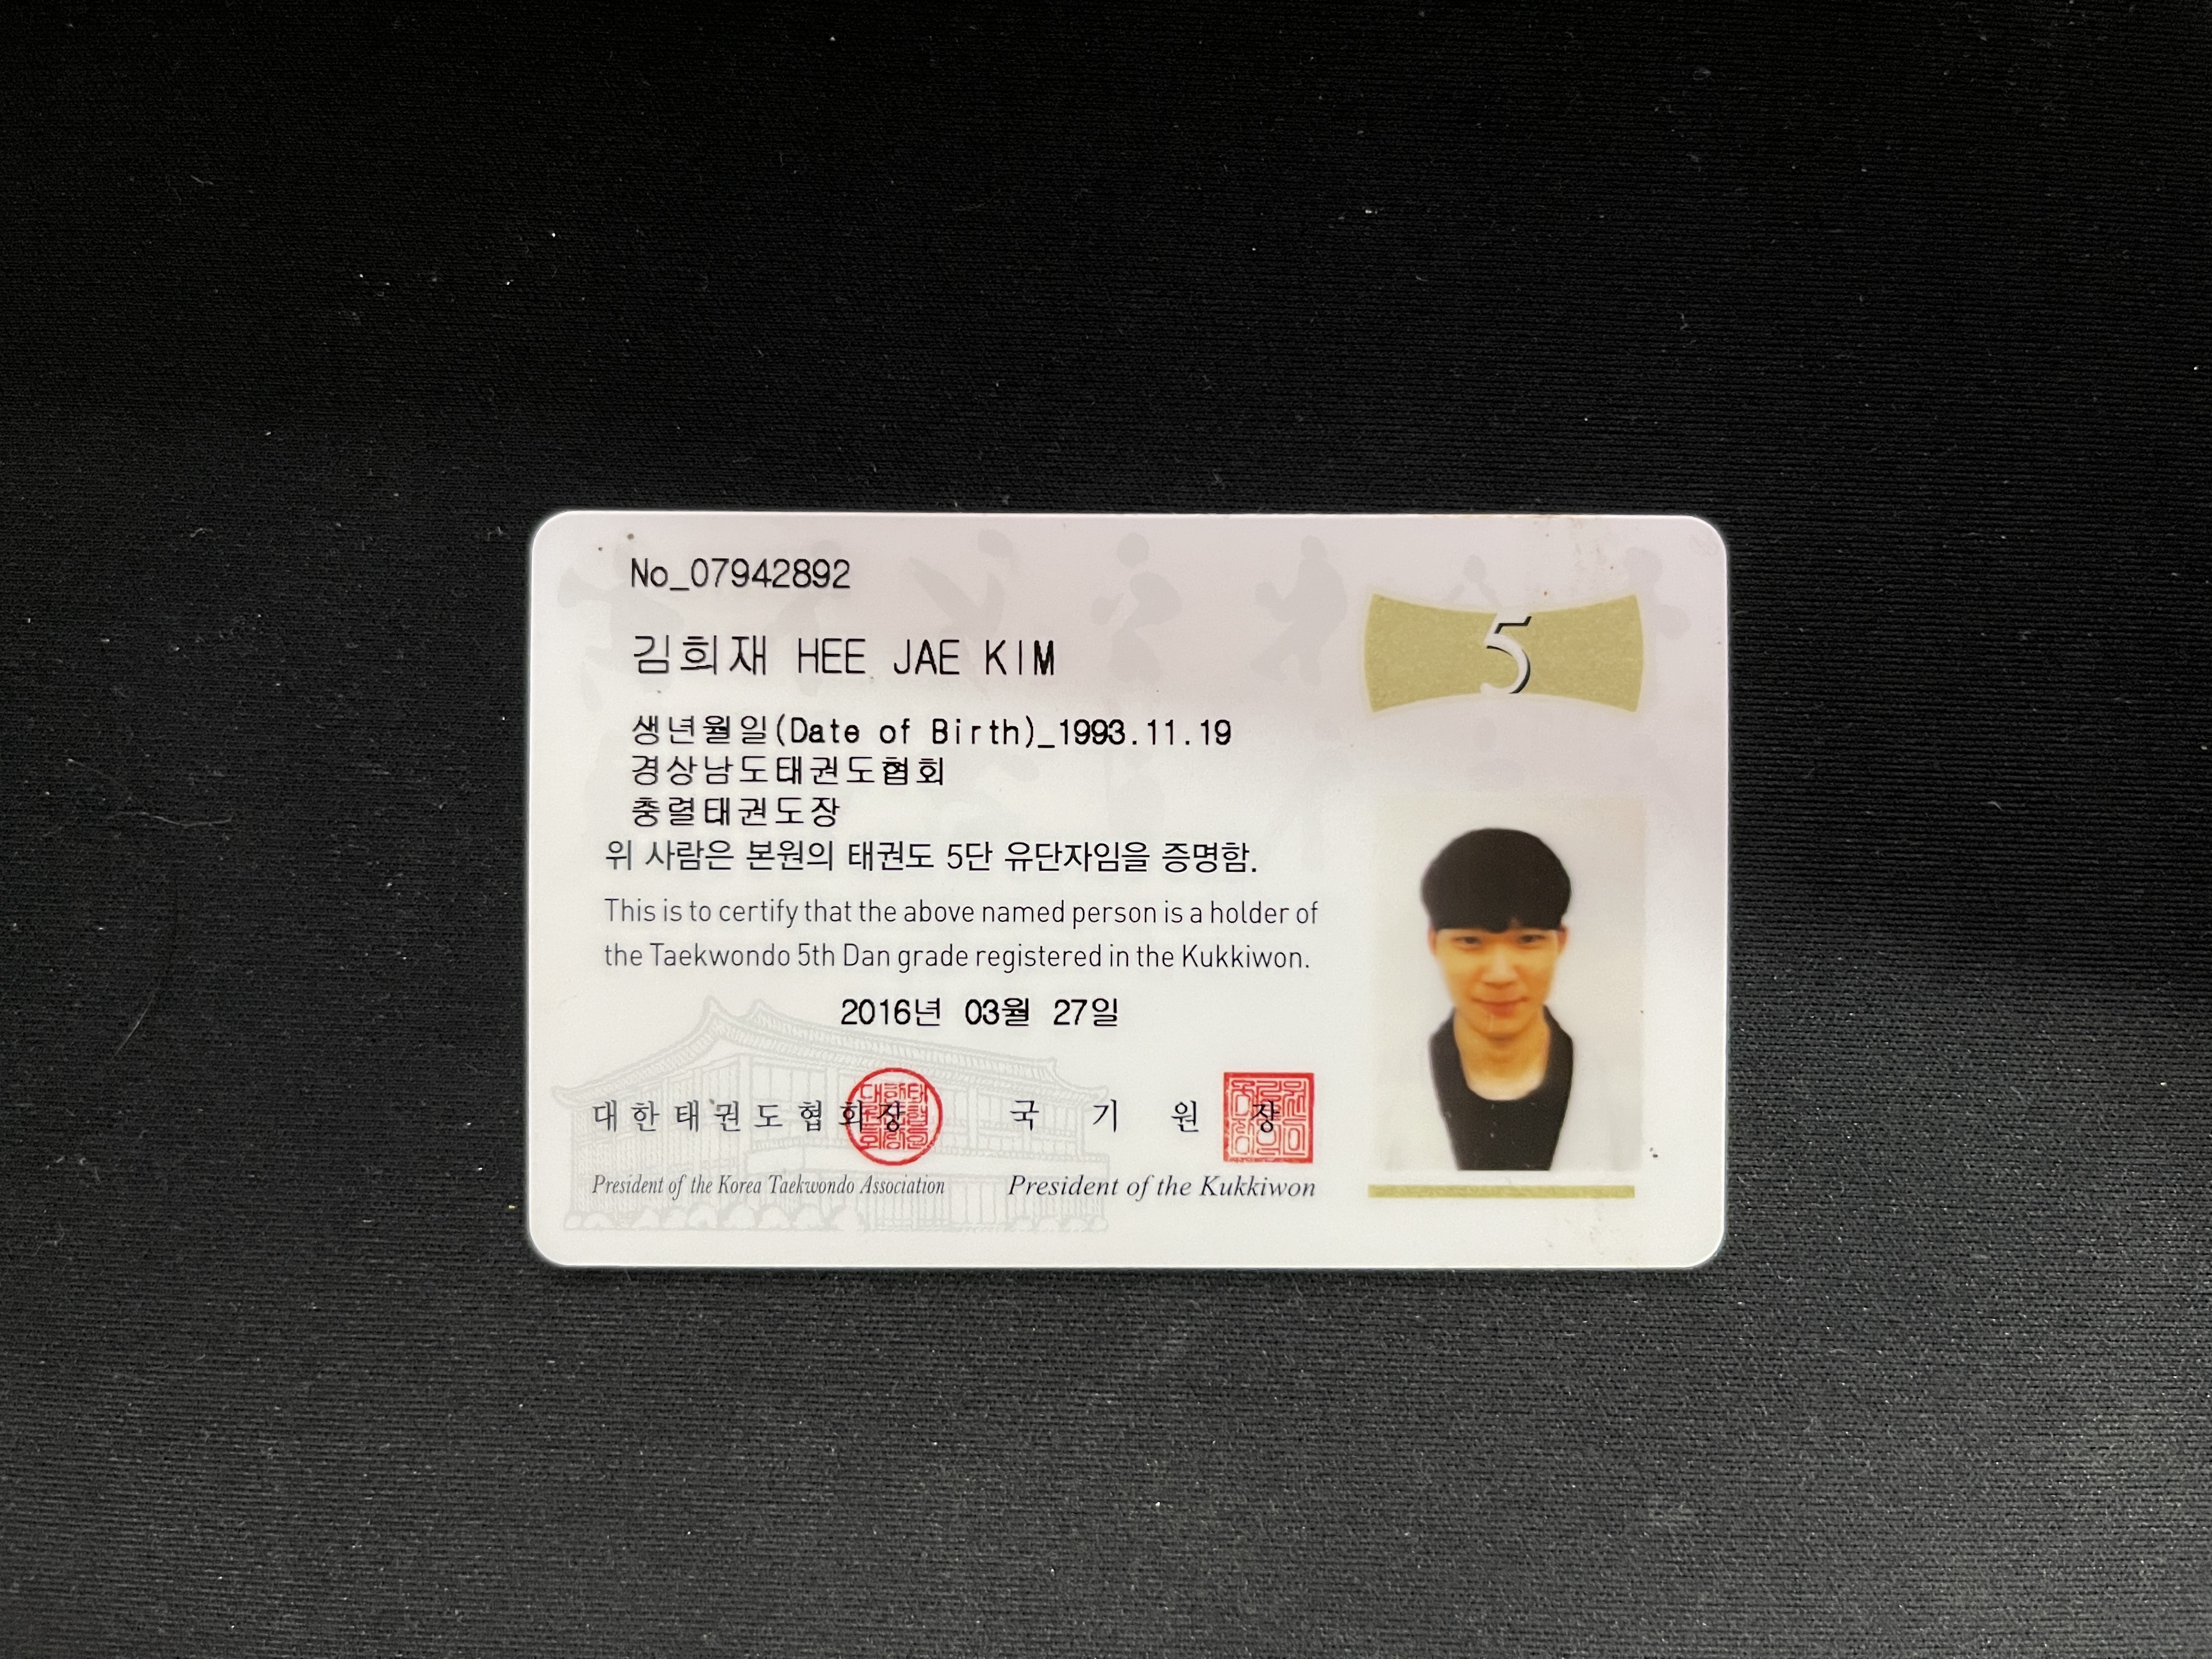 No_07942892
5
김희재 HEE JAE KIM
생년월일(Date of Birth)_1993.11.19
경상남도태권도협회
충렬태권도장
위 사람은 본원의 태권도 5단 유단자임을 증명함.
This is to certify that the above named person is a holder of
the Taekwondo 5th Dan grade registered in the Kukkiwon.
2016년 03월 27일
대한태권도협회장 국 기 원 장
President of the Korea Taekwondo Association President of the Kukkiwon